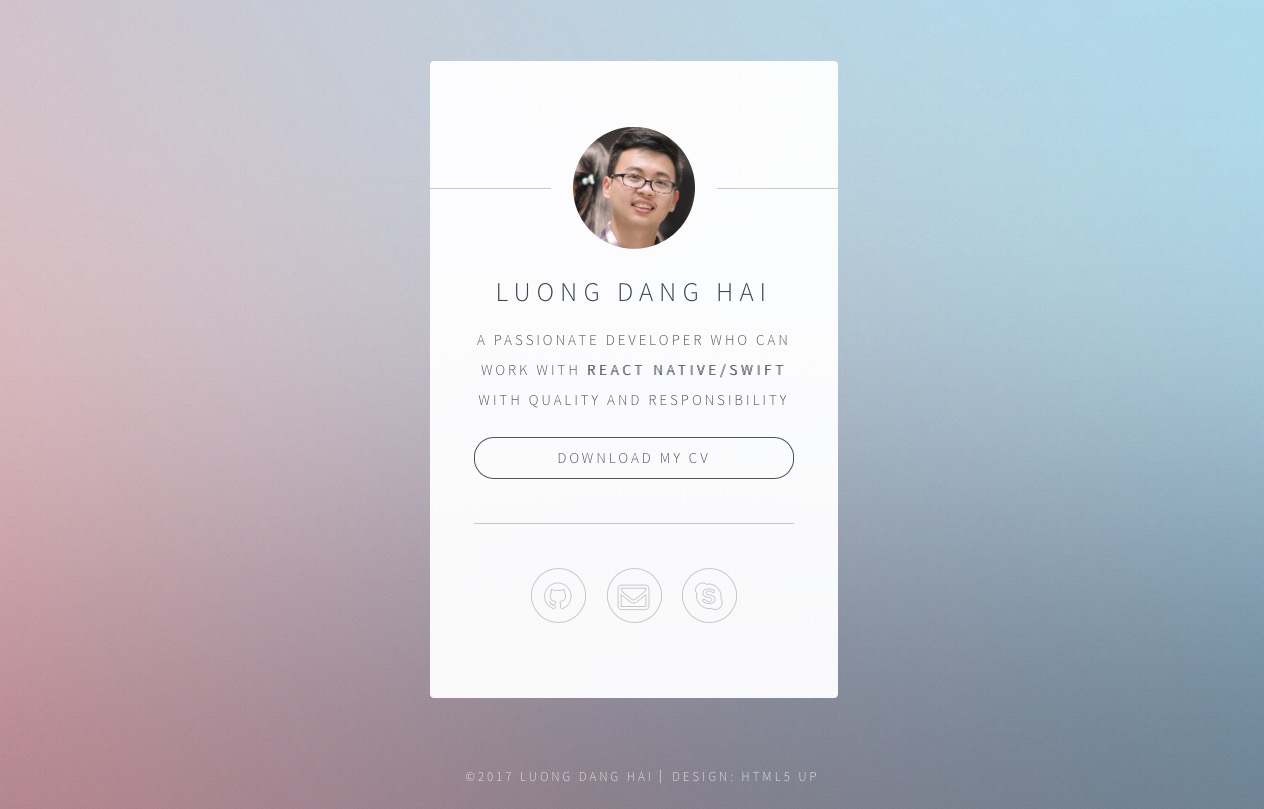 LUONG DANG HAI
A PASSIONATE DEVELOPER WHO CAN
WORK WITH REACT NATIVE/SWIFT
WITH QUALITY AND RESPONSIBILITY
DOWNLOAD MY CV
©2017 LUONG DANG HAI | DESIGN: HTML5 UP